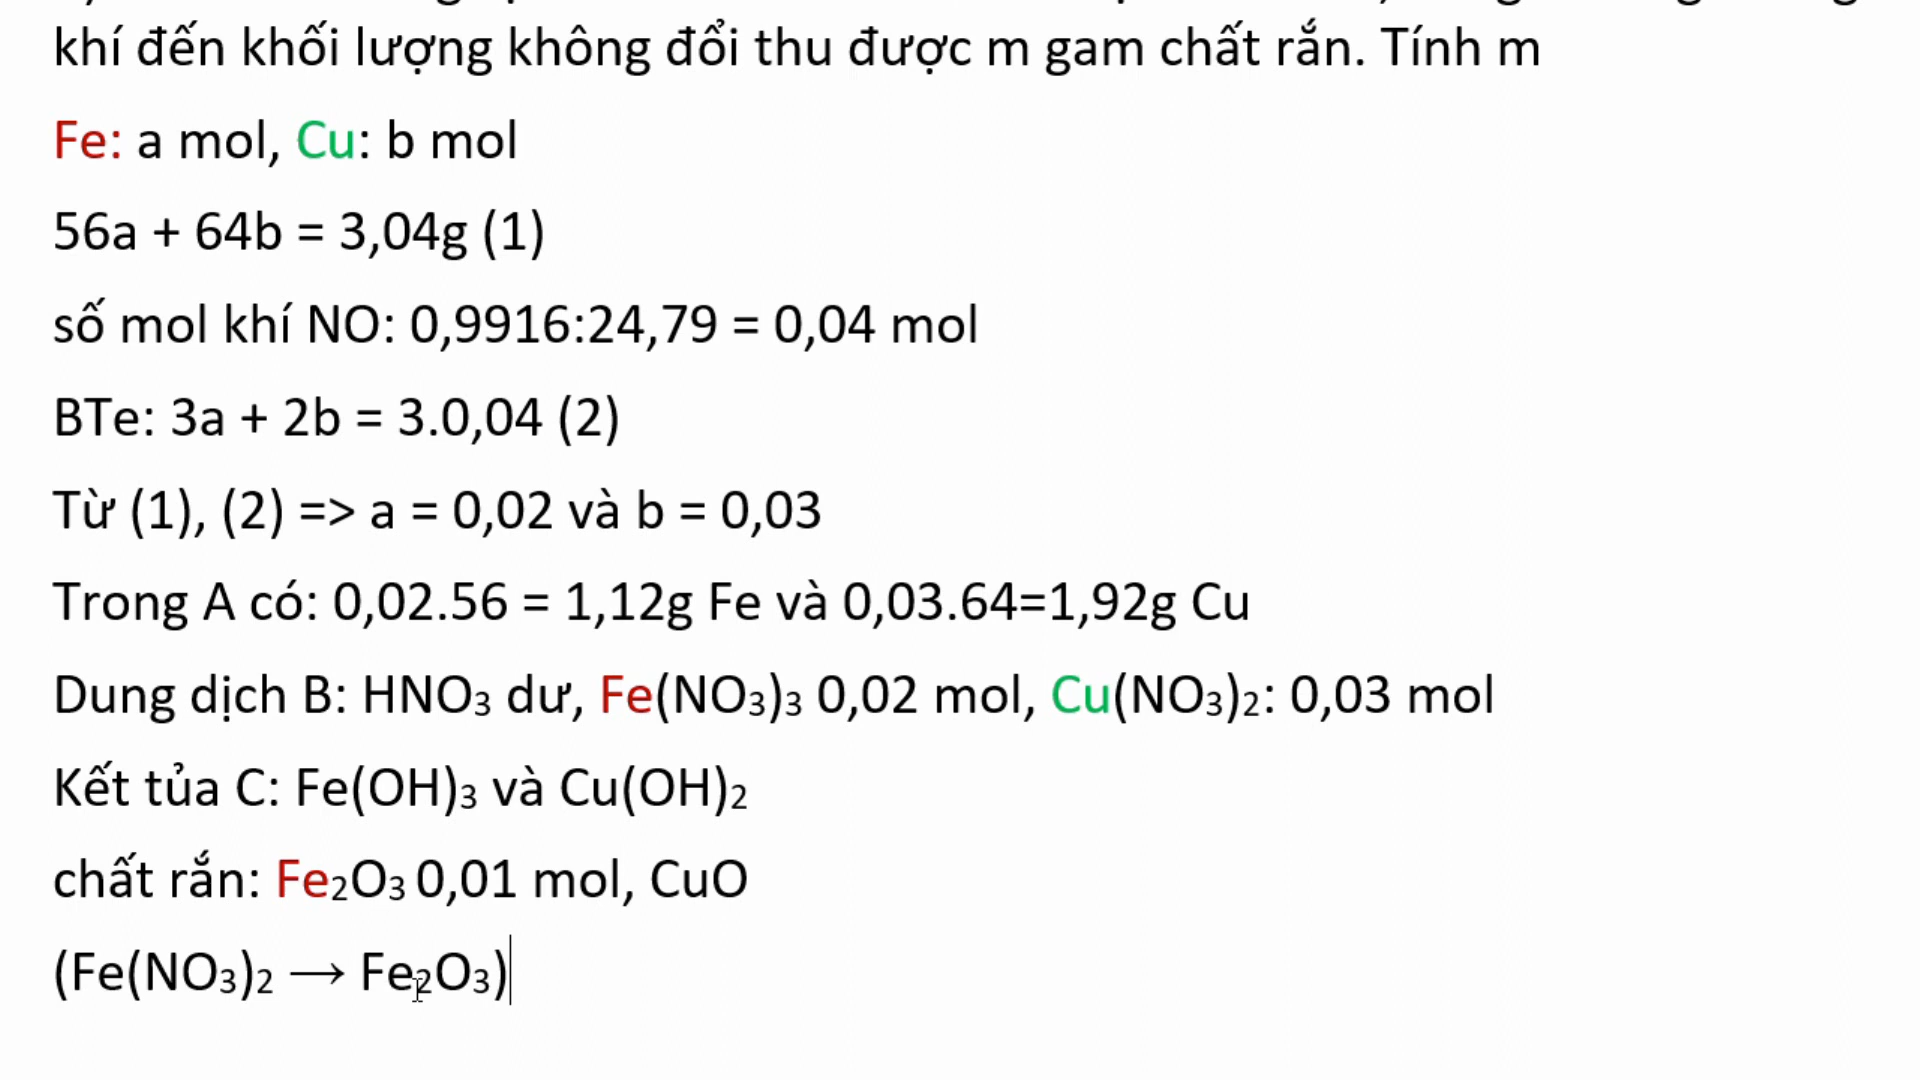 khí đến khối lượng không đổi thu được m gam chất rắn. Tính m
Fe: a mol, Cu: b mol
56a + 64b = 3,04g (1)
số mol khí NO: 0,9916:24,79 = 0,04 mol
BTe: 3a + 2b = 3.0,04 (2)
Từ (1), (2) => a = 0,02 và b = 0,03
Trong A có: 0,02.56 = 1,12g Fe và 0,03.64=1,92g Cu
Dung dịch B: HNO₃ dư, Fe(NO₃)₃ 0,02 mol, Cu(NO₃)₂: 0,03 mol
Kết tủa C: Fe(OH)₃ và Cu(OH)₂
chất rắn: Fe₂O₃ 0,01 mol, CuO
(Fe(NO₃)₂ → Fe₂O₃)